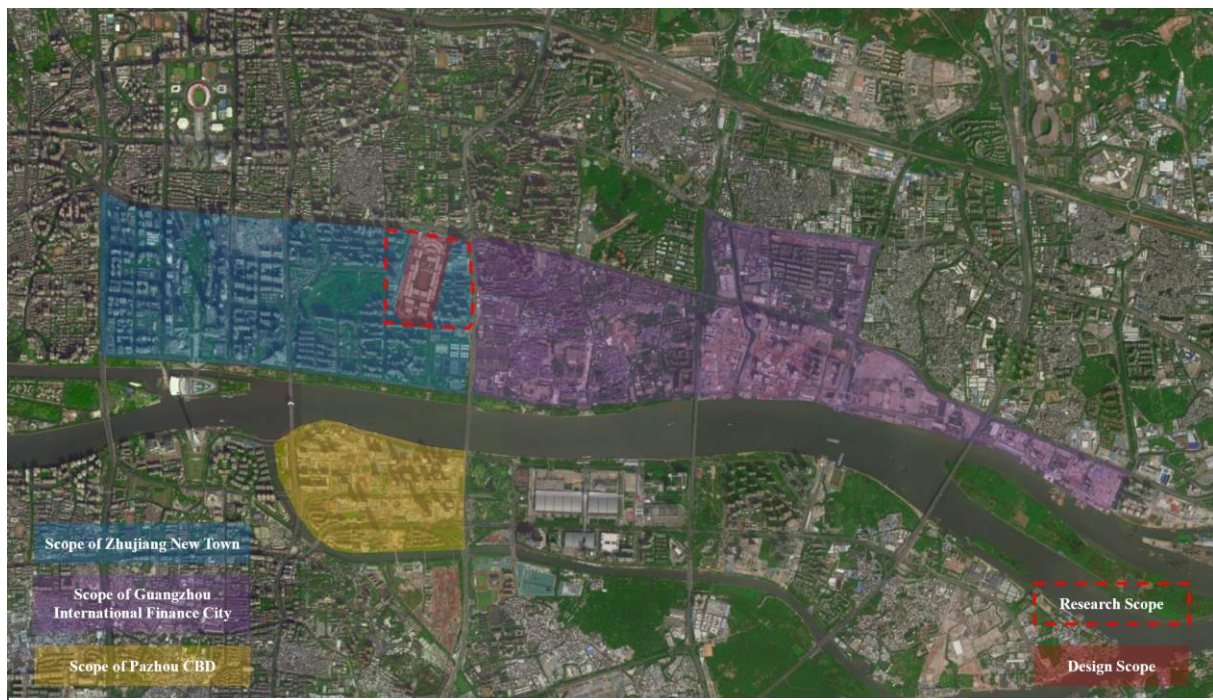 Scope of Zhujiang New Town
Scope of Guangzhou
International Finance City
Scope of Pazhou CBD
Research Scope
Design Scope